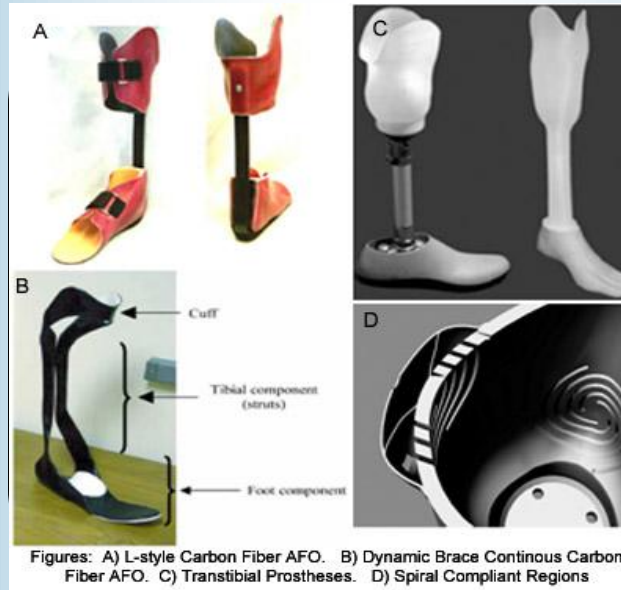 A
C
B
Cuff
Tibial component
(struts)
Foot component
D
Figures: A) L-style Carbon Fiber AFO. B) Dynamic Brace Continous Carbon
Fiber AFO. C) Transtibial Prostheses. D) Spiral Compliant Regions